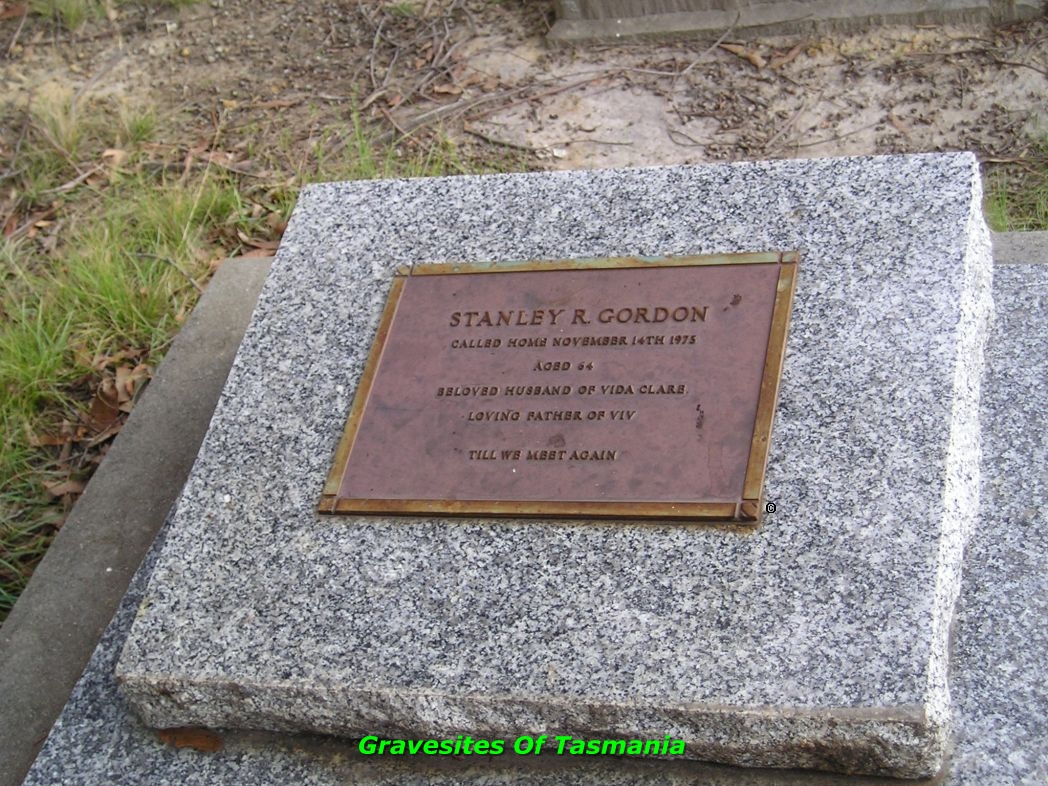 STANLEY R. GORDON
CALLED HOME NOVEMBER 14TH 1975
AGED 64
BELOVED HUSBAND OF VIDA CLARE.
LOVING FATHER OF VIV
TILL WE MEET AGAIN
©
Gravesites Of Tasmania